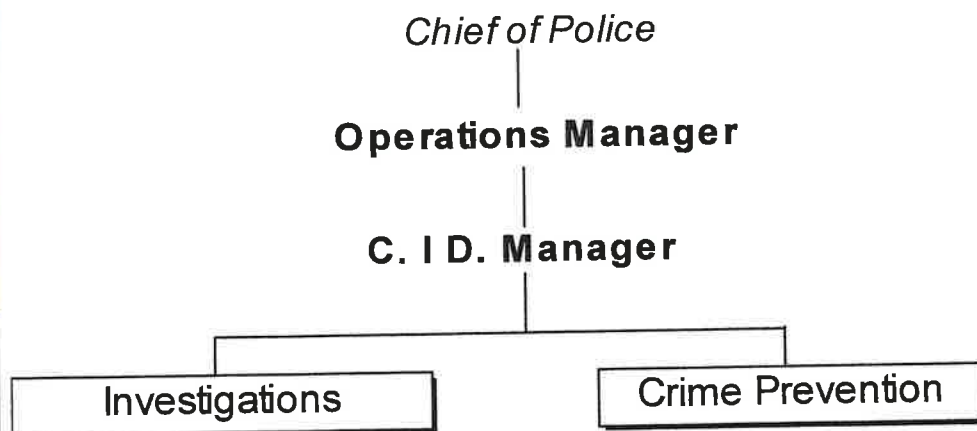 Chief of Police
Operations Manager
C. I D. Manager
Investigations
Crime Prevention